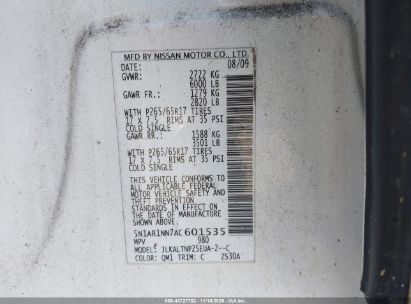 MFD BY NISSAN MOTOR CO., LTD.
DATE: 08/09
GVWR: 2722 KG
6000 LB
GAWR FR.: 1279 KG
2820 LB
WITH P265/65R17 TIRES
17 X 7.5 RIMS AT 35 PSI
COLD SINGLE
GAWR RR.: 1588 KG
3501 LB
WITH P265/65R17 TIRES
17 X 7.5 RIMS AT 35 PSI
COLD SINGLE
THIS VEHICLE CONFORMS TO ALL
APPLICABLE FEDERAL MOTOR
VEHICLE SAFETY AND
THEFT PREVENTION
STANDARDS IN EFFECT ON THE
DATE OF MANUFACTURE
SHOWN ABOVE.
5N1AR1NN7AC601535
MPV 980
MODEL: JLKALTNP25EUA-2--C
COLOR: QM1 TRIM: C ZS30A